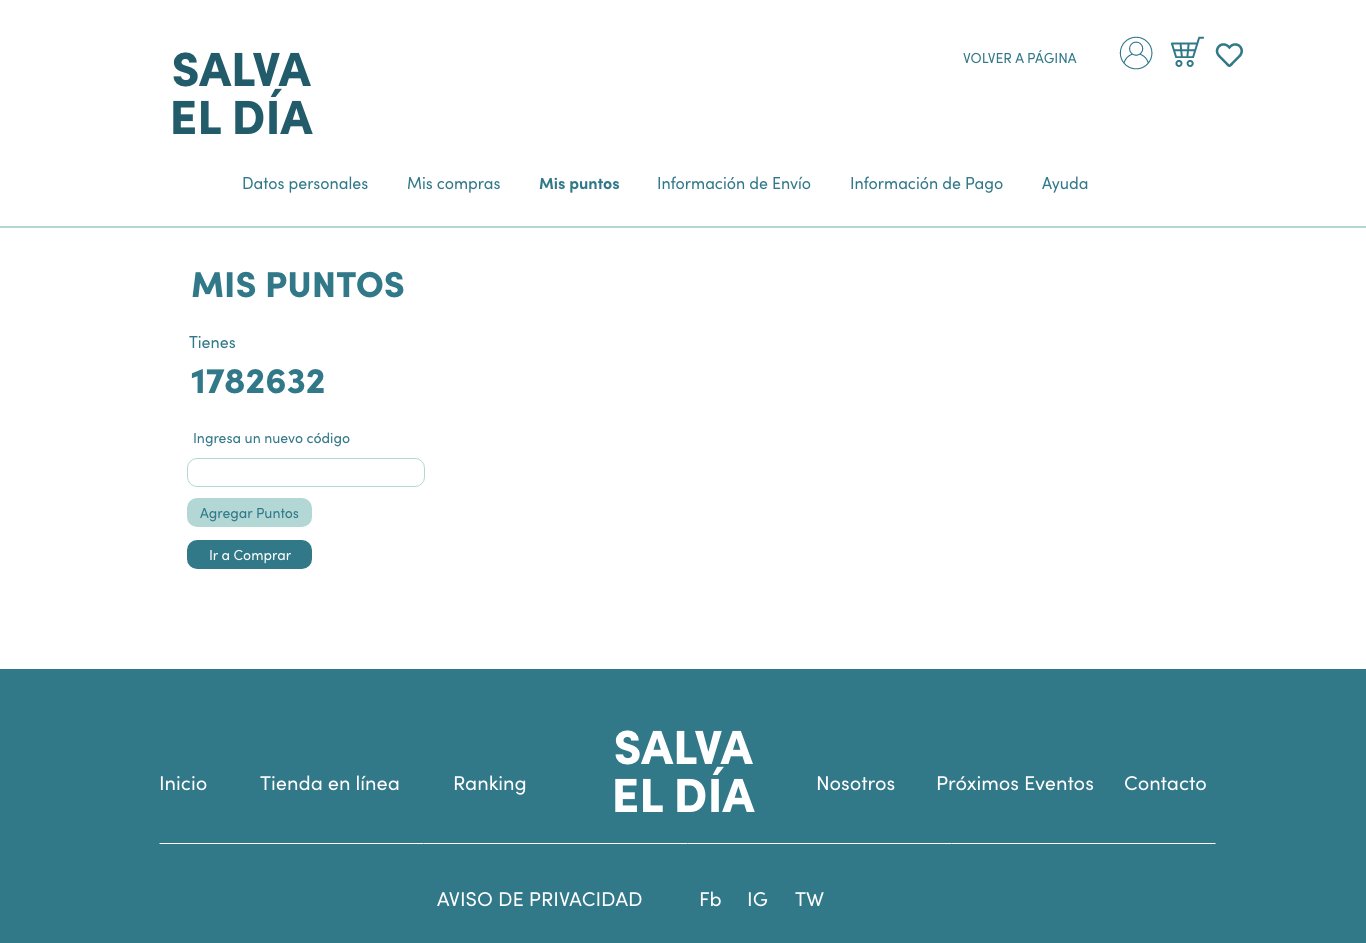 SALVA
EL DÍA
VOLVER A PÁGINA
Datos personales Mis compras Mis puntos Información de Envío Información de Pago Ayuda
MIS PUNTOS
Tienes
1782632
Ingresa un nuevo código
Agregar Puntos
Ir a Comprar
SALVA
EL DÍA
Inicio Tienda en línea Ranking Nosotros Próximos Eventos Contacto
AVISO DE PRIVACIDAD Fb IG TW